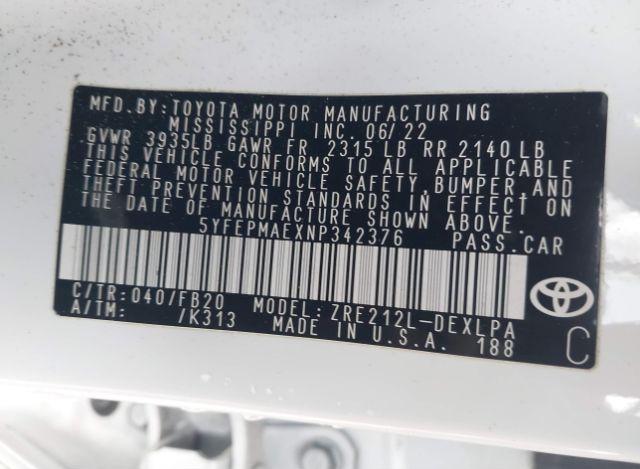 MFD. BY: TOYOTA MOTOR MANUFACTURING
MISSISSIPPI INC. 06/22
GVWR 3935LB GAWR FR 2315 LB RR 2140 LB
THIS VEHICLE CONFORMS TO ALL APPLICABLE
FEDERAL MOTOR VEHICLE SAFETY, BUMPER, AND
THEFT PREVENTION STANDARDS IN EFFECT ON
THE DATE OF MANUFACTURE SHOWN ABOVE.
5YFEPMAEXNP342376 PASS. CAR
C/TR: 040/FB20 MODEL: ZRE212L-DEXLPA
A/TM: /K313 MADE IN U.S.A. 188 C